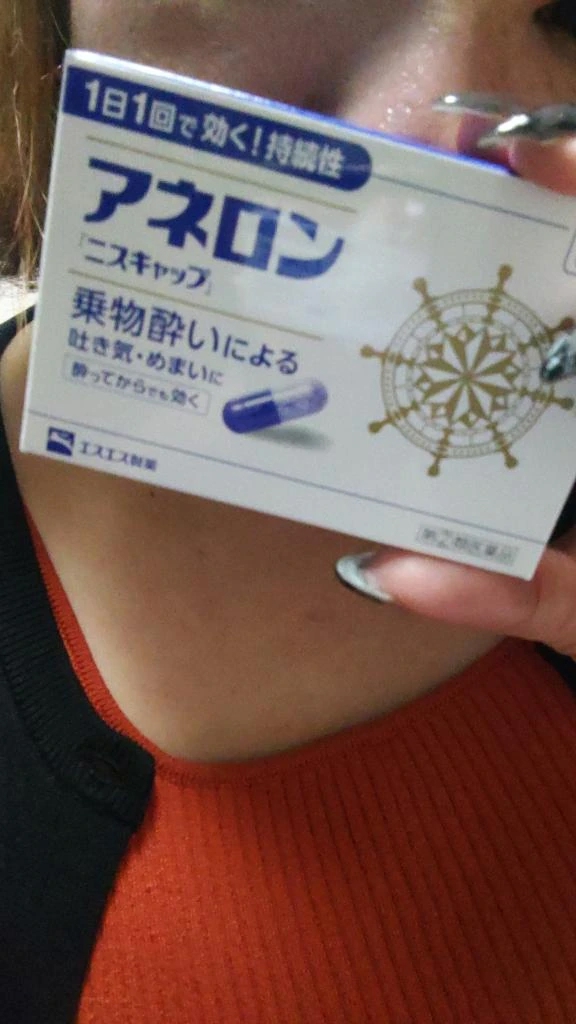 1日1回で効く!持続性
アネロン
「ニスキャップ」
乗物酔いによる
吐き気・めまいに
酔ってからでも効く
エスエス製薬
指定第2類医薬品